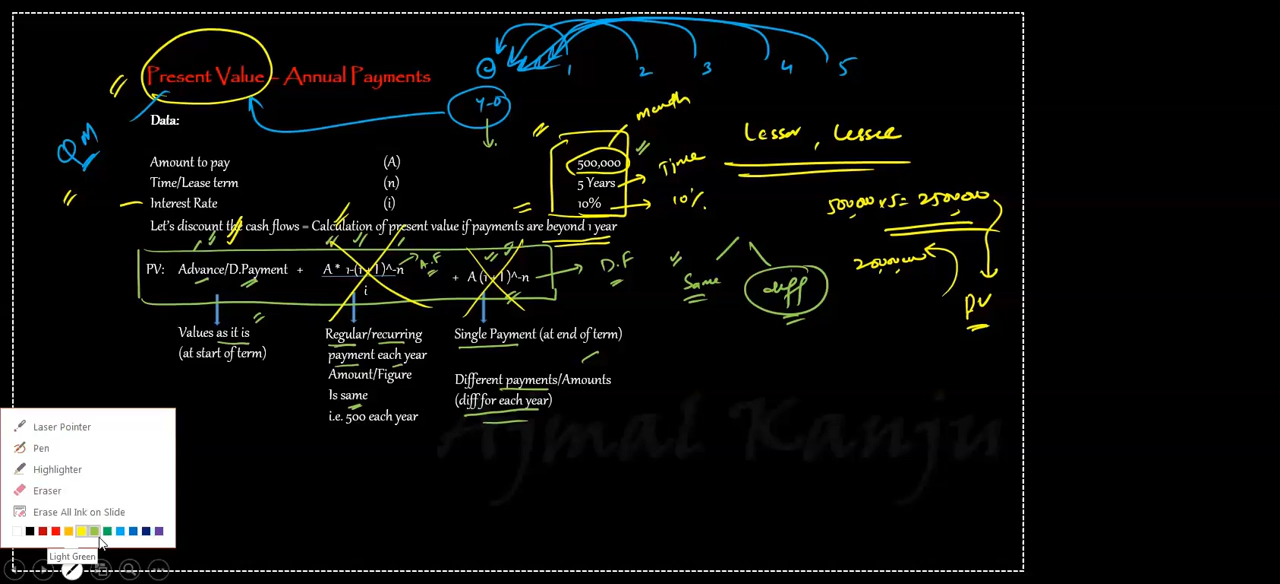 Present Value - Annual Payments
0 1 2 3 4 5
Y-0
QM
Data:
month
Lessor, Lessee
Amount to pay (A) 500,000
Time
Time/Lease term (n) 5 Years
Interest Rate (i) 10% 10%.
500000 x 5 = 2500000
Let's discount the cash flows = Calculation of present value if payments are beyond 1 year
PV: Advance/D.Payment + A* 1-(1+1)^-n + A (1+1)^-n
i
A.F
D.F
Same
diff
PV
Values as it is
(at start of term)
Regular/recurring
payment each year
Amount/Figure
Is same
i.e. 500 each year
Single Payment (at end of term)
Different payments/Amounts
(diff for each year)
Ajmal Kanju
Laser Pointer
Pen
Highlighter
Eraser
Erase All Ink on Slide
Light Green